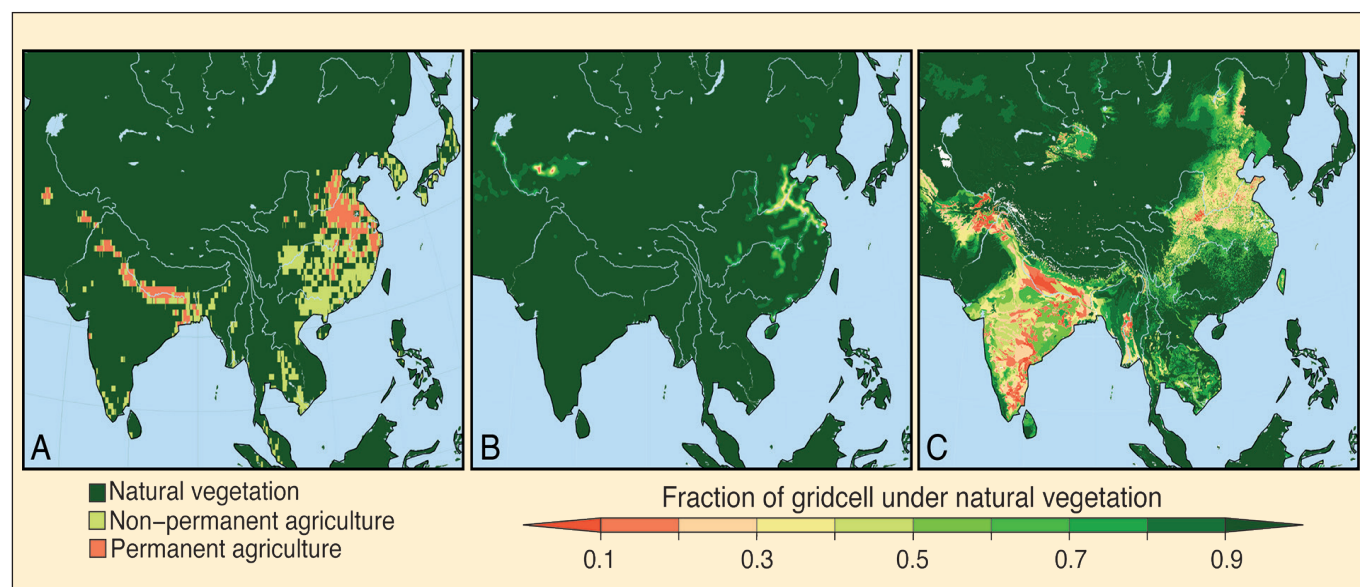 A
B
C
Natural vegetation
Non-permanent agriculture
Permanent agriculture
Fraction of gridcell under natural vegetation
0.1 0.3 0.5 0.7 0.9